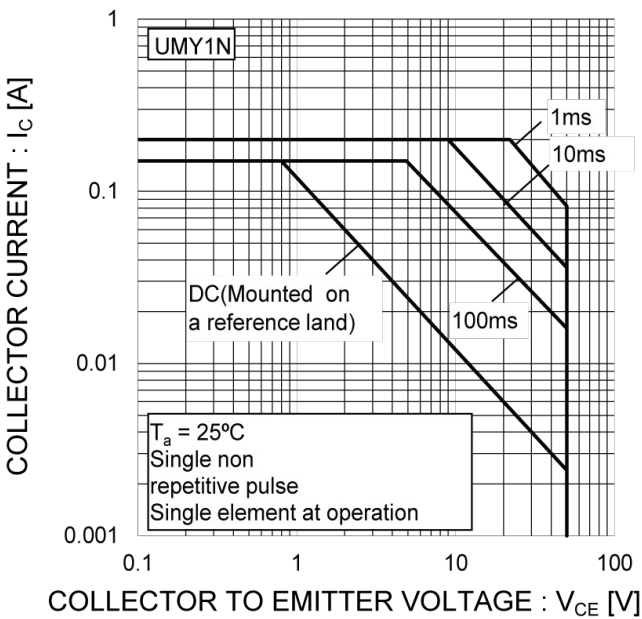 1
UMY1N
COLLECTOR CURRENT : IC [A]
1ms
10ms
0.1
DC(Mounted on
a reference land)
100ms
0.01
Ta = 25ºC
Single non
repetitive pulse
Single element at operation
0.001
0.1 1 10 100
COLLECTOR TO EMITTER VOLTAGE : VCE [V]